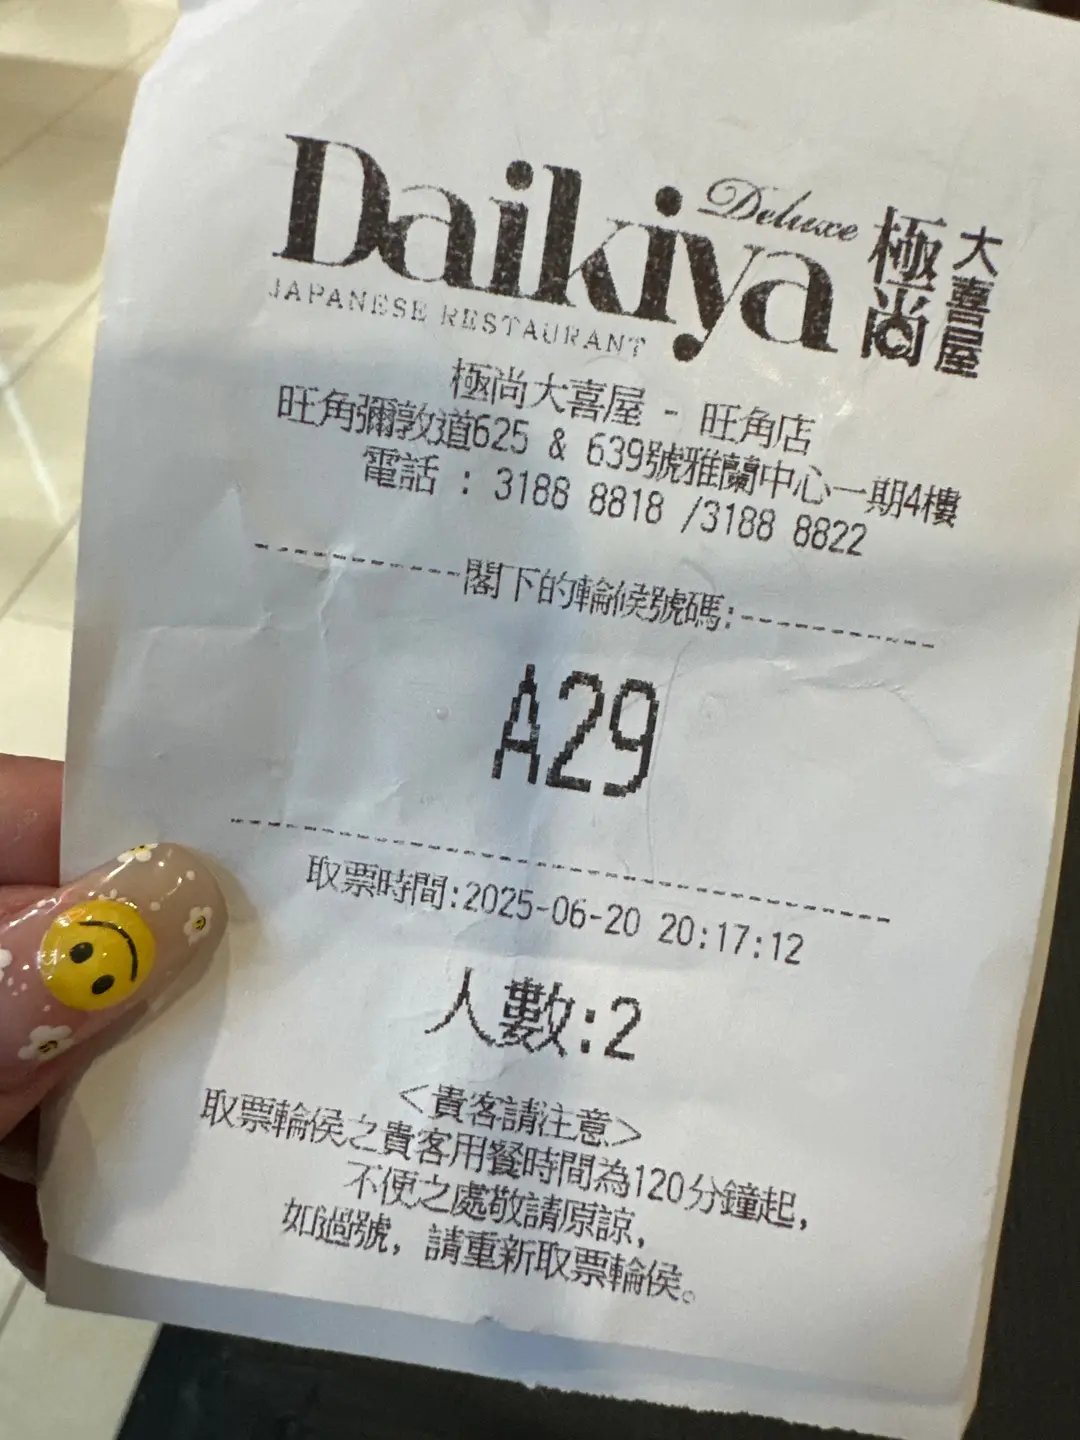 Daikiya Deluxe 極尚 大喜屋
JAPANESE RESTAURANT
極尚大喜屋 - 旺角店
旺角彌敦道625 & 639號雅蘭中心一期4樓
電話 : 3188 8818 /3188 8822
----------閣下的輪候號碼:----------
A29
取票時間:2025-06-20 20:17:12
人數:2
<貴客請注意>
取票輪侯之貴客用餐時間為120分鐘起,
不便之處敬請原諒,
如過號, 請重新取票輪侯。